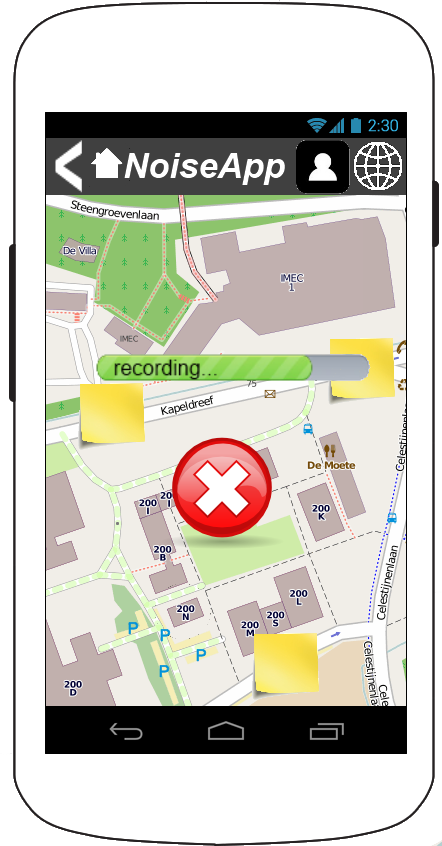 2:30
NoiseApp
Steengroevenlaan
De Villa
IMEC
1
IMEC
recording...
75
Kapeldreef
De Moete
Celestijnenlaan
200
I
200
K
200
B
200
L
200
N
200
S
200
M
P
P
P
P
200
D
Celestijnenlaan
Celestijnenlaan